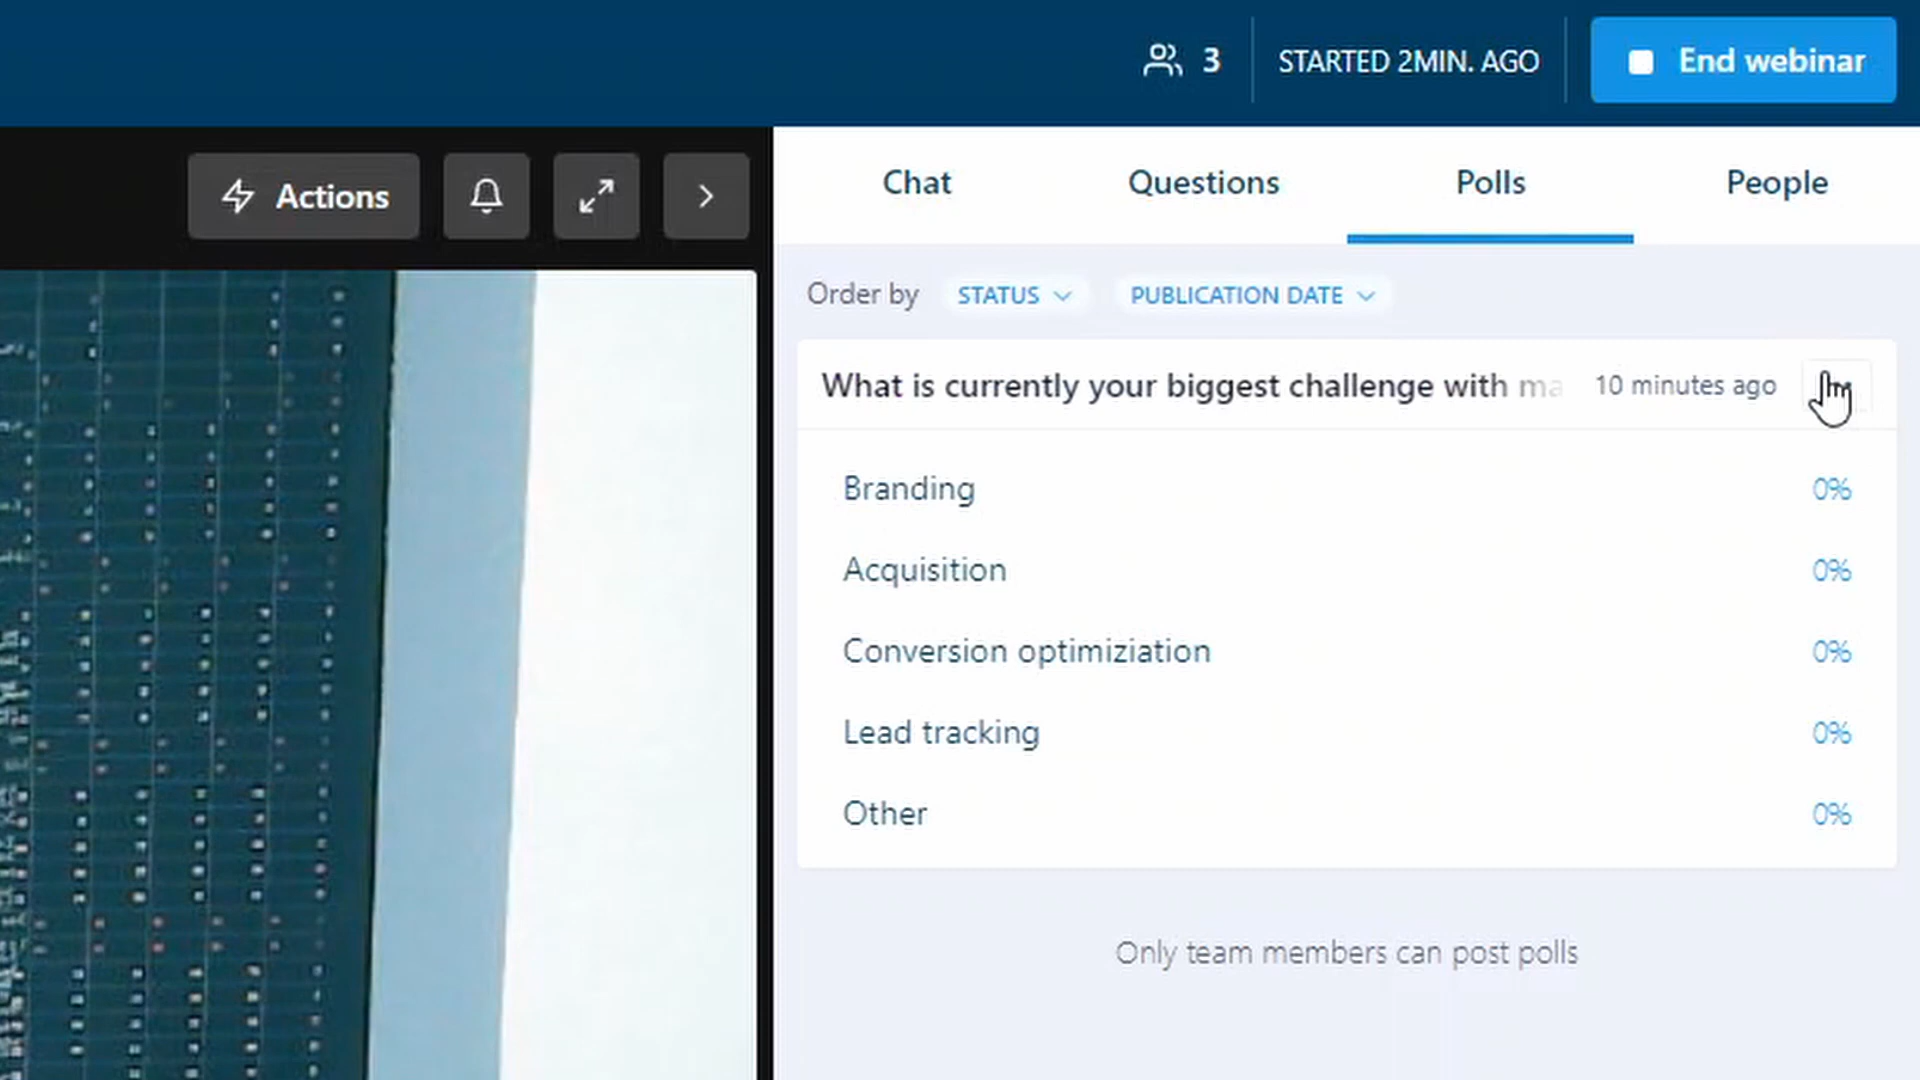 3
STARTED 2MIN. AGO
End webinar
Actions
Chat
Questions
Polls
People
Order by STATUS PUBLICATION DATE
What is currently your biggest challenge with ma
10 minutes ago
Branding 0%
Acquisition 0%
Conversion optimiziation 0%
Lead tracking 0%
Other 0%
Only team members can post polls